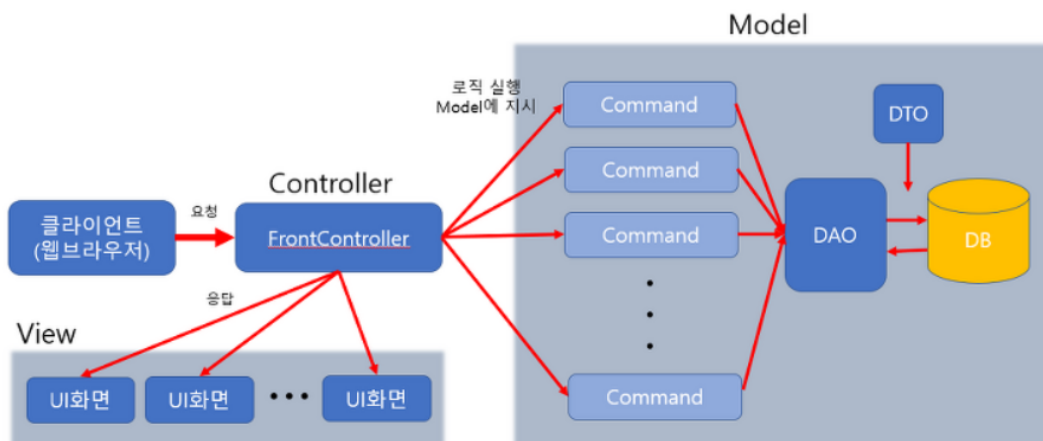 Model
로직 실행
Model에 지시
Command
DTO
Command
Controller
클라이언트
(웹브라우저)
요청
FrontController
Command
DAO
DB
응답
View
UI화면
UI화면
UI화면
Command